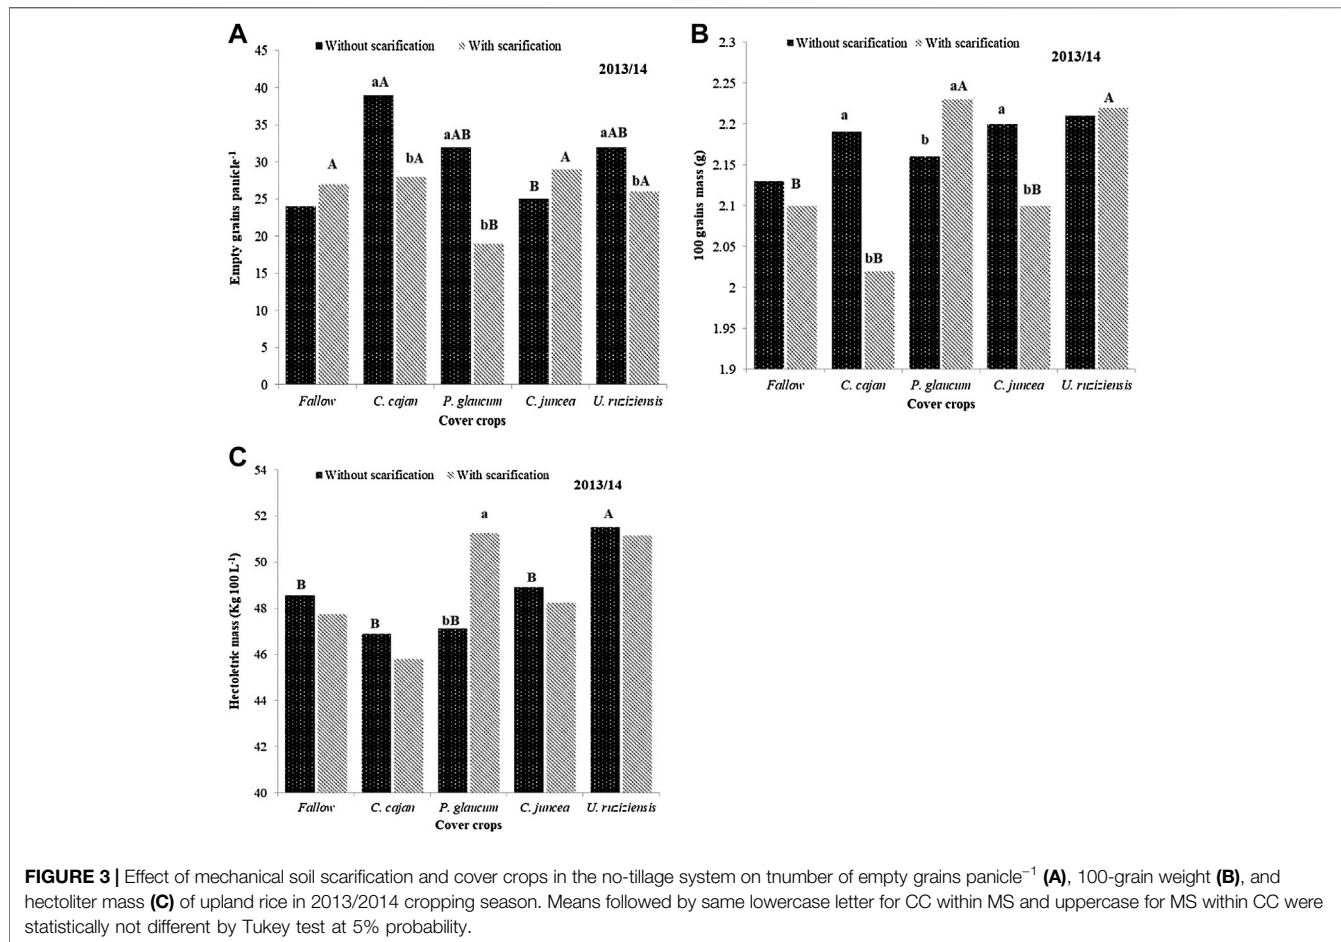 A
■Without scarification ▧With scarification
2013/14
Empty grains panicle⁻¹
45
40
35
30
25
20
15
10
5
0
aA
aAB
aAB
A
bA
A
B
bA
bB
Fallow C. cajan P. glaucum C. juncea U. ruziziensis
Cover crops
B
■Without scarification ▧With scarification
2013/14
100 grains mass (g)
2.3
2.25
2.2
2.15
2.1
2.05
2
1.95
1.9
B
a
bB
b
aA
a
bB
A
Fallow C. cajan P. glaucum C. juncea U. ruziziensis
Cover crops
C
■Without scarification ▧With scarification
2013/14
Hectoletric mass (Kg 100 L⁻¹)
54
52
50
48
46
44
42
40
B
B
bB
a
B
A
Fallow C. cajan P. glaucum C. juncea U. ruziziensis
Cover crops
FIGURE 3 | Effect of mechanical soil scarification and cover crops in the no-tillage system on tnumber of empty grains panicle⁻¹ (A), 100-grain weight (B), and
hectoliter mass (C) of upland rice in 2013/2014 cropping season. Means followed by same lowercase letter for CC within MS and uppercase for MS within CC were
statistically not different by Tukey test at 5% probability.